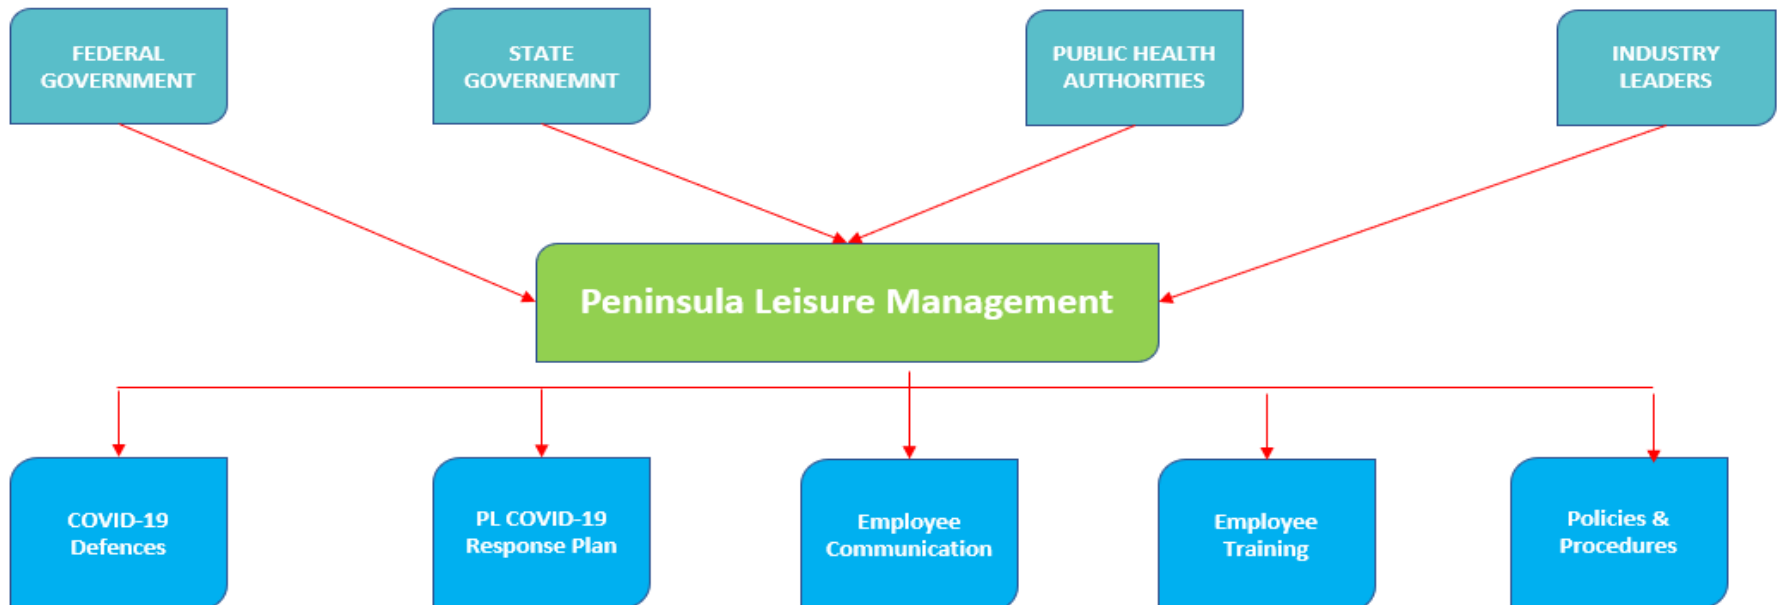 FEDERAL
GOVERNMENT
STATE
GOVERNEMNT
PUBLIC HEALTH
AUTHORITIES
INDUSTRY
LEADERS
Peninsula Leisure Management
COVID-19
Defences
PL COVID-19
Response Plan
Employee
Communication
Employee
Training
Policies &
Procedures